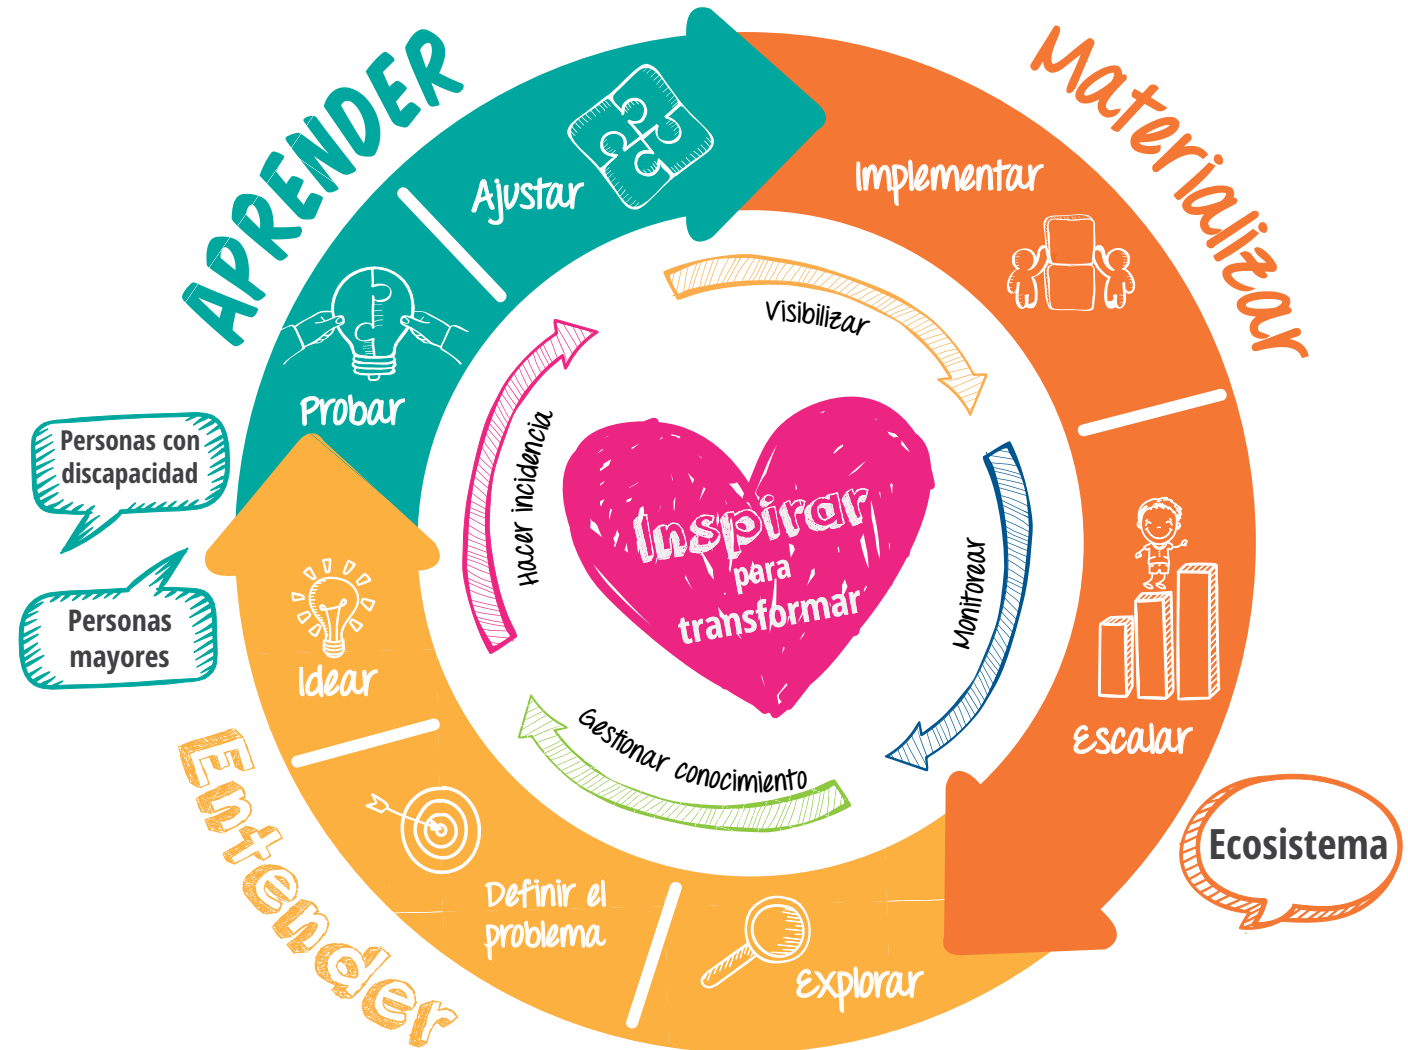 APRENDER
Materializar
Ajustar
Implementar
Visibilizar
Probar
Hacer incidencia
Personas con
discapacidad
Inspirar
para
transformar
Monitorear
Personas
mayores
Idear
Gestionar conocimiento
Escalar
Entender
Ecosistema
Definir el
problema
Explorar